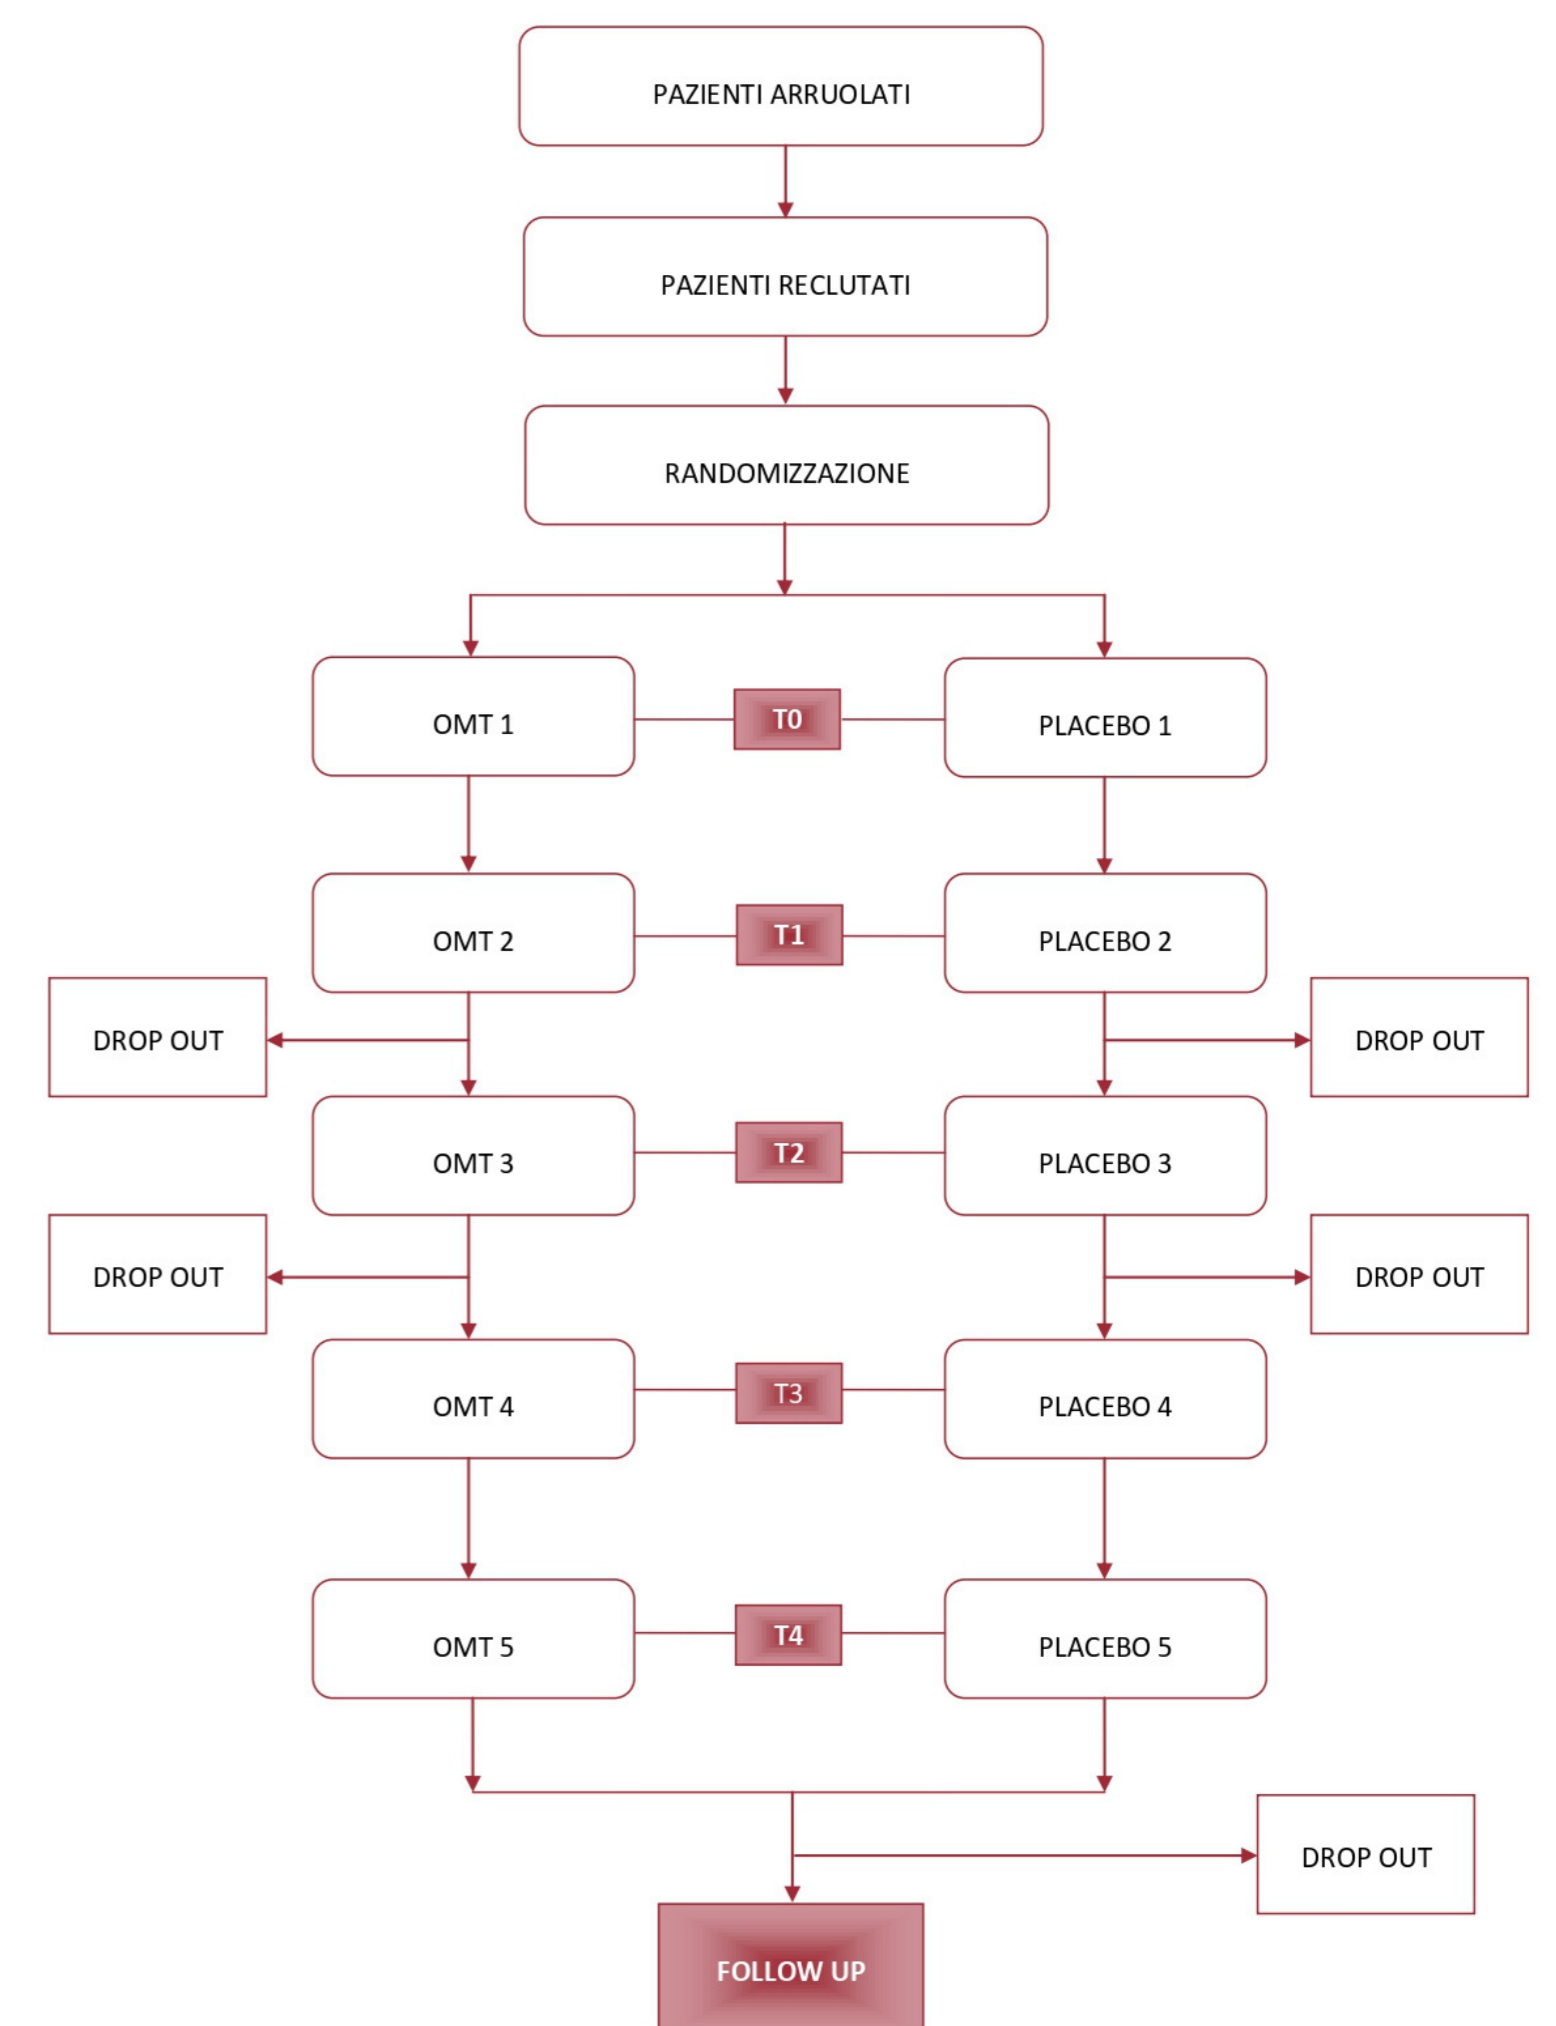 PAZIENTI ARRUOLATI
PAZIENTI RECLUTATI
RANDOMIZZAZIONE
OMT 1
T0
PLACEBO 1
OMT 2
T1
PLACEBO 2
DROP OUT
DROP OUT
OMT 3
T2
PLACEBO 3
DROP OUT
DROP OUT
OMT 4
T3
PLACEBO 4
OMT 5
T4
PLACEBO 5
DROP OUT
FOLLOW UP